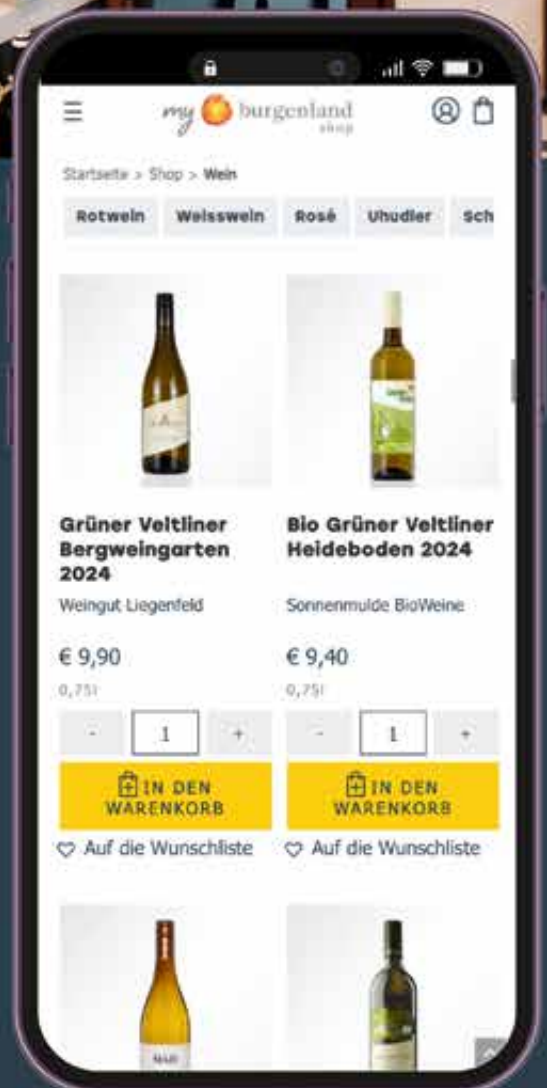 my burgenland
shop
Startseite > Shop > Wein
Rotwein Weisswein Rosé Uhudler Sch
Grüner Veltliner
Bergweingarten
2024
Weingut Liegenfeld
€ 9,90
0,75l
- 1 +
IN DEN
WARENKORB
Auf die Wunschliste
Bio Grüner Veltliner
Heideboden 2024
Sonnenmulde BioWeine
€ 9,40
0,75l
- 1 +
IN DEN
WARENKORB
Auf die Wunschliste